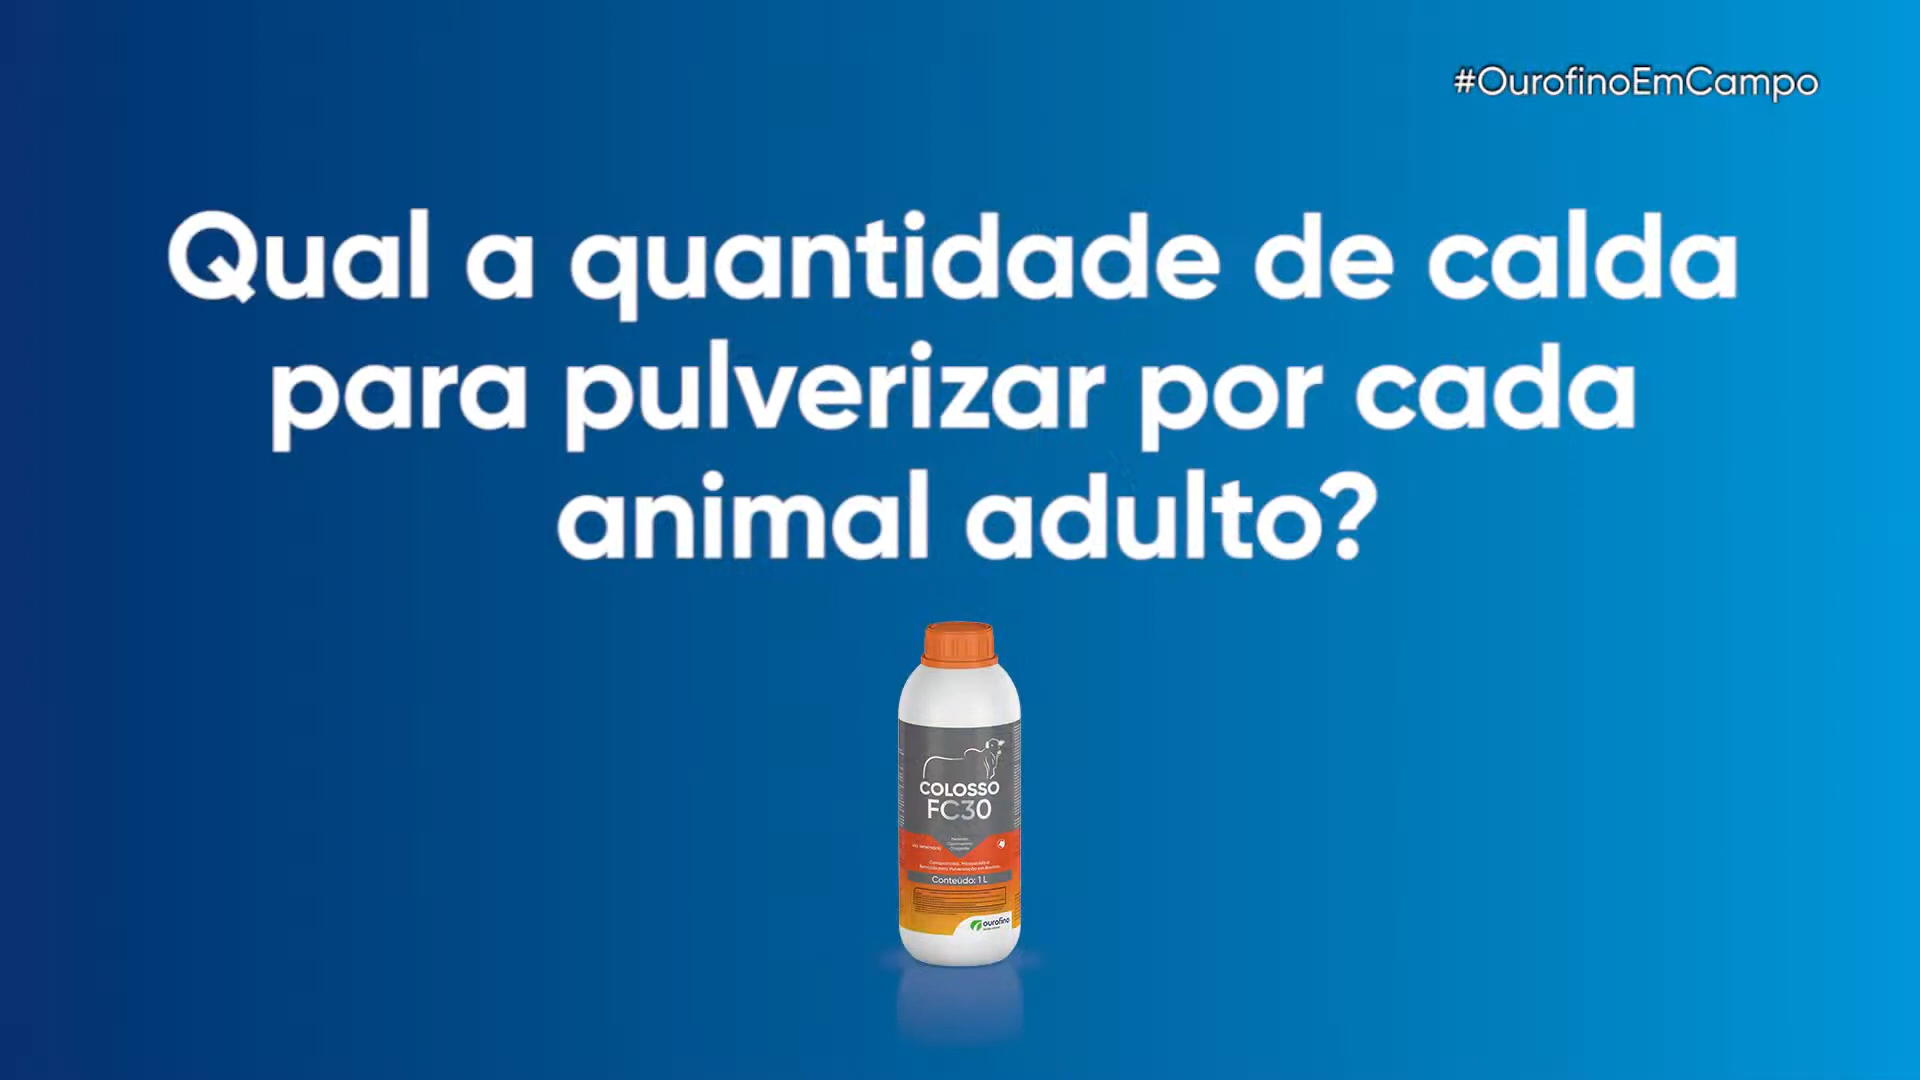 #OurofinoEmCampo
Qual a quantidade de calda
para pulverizar por cada
animal adulto?
COLOSSO
FC30
Conteúdo: 1 L
ourofino